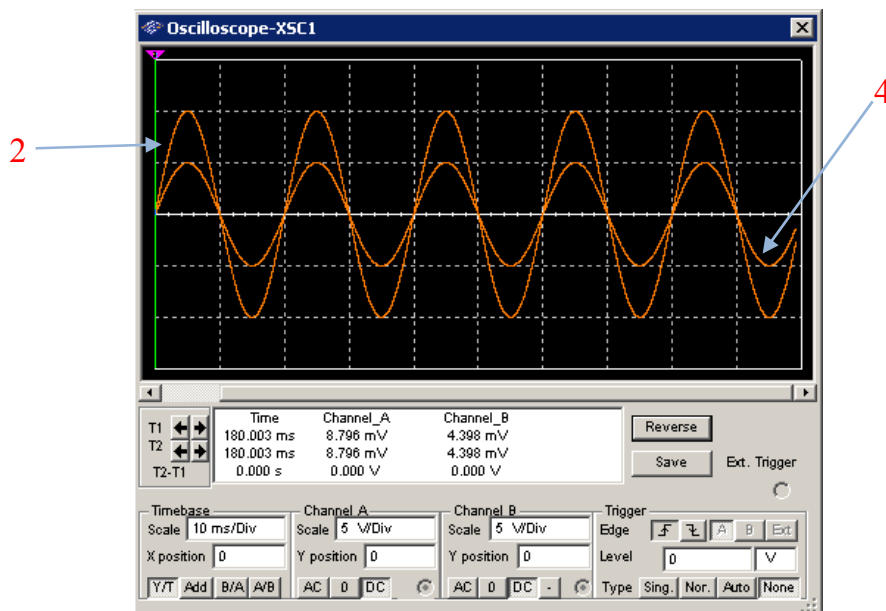 Oscilloscope-XSC1
1
2
4
Time Channel_A Channel_B
T1 180.003 ms 8.796 mV 4.398 mV
T2 180.003 ms 8.796 mV 4.398 mV
T2-T1 0.000 s 0.000 V 0.000 V
Reverse
Save Ext. Trigger
Timebase Channel A Channel B Trigger
Scale 10 ms/Div Scale 5 V/Div Scale 5 V/Div Edge A B Ext
X position 0 Y position 0 Y position 0 Level 0 V
Y/T Add B/A A/B AC 0 DC AC 0 DC - Type Sing. Nor. Auto None